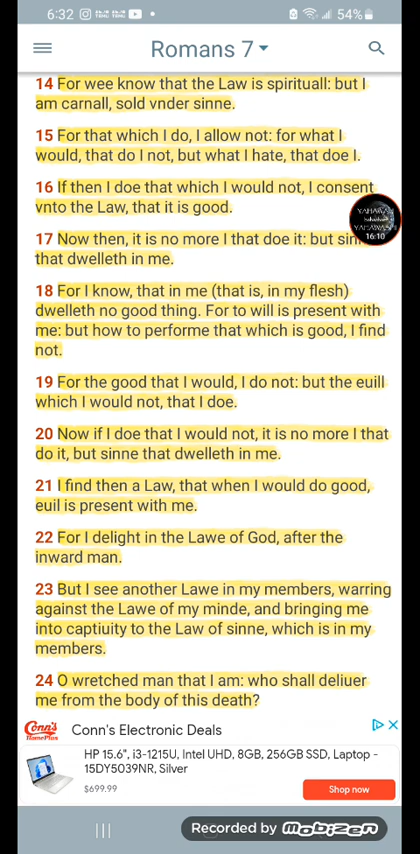 6:32 54%
Romans 7
14 For wee know that the Law is spirituall: but I
am carnall, sold vnder sinne.
15 For that which I do, I allow not: for what I
would, that do I not, but what I hate, that doe I.
16 If then I doe that which I would not, I consent
vnto the Law, that it is good.
YAHAWAH
YAHAWASHI
16:10
17 Now then, it is no more I that doe it: but sin
that dwelleth in me.
18 For I know, that in me (that is, in my flesh)
dwelleth no good thing. For to will is present with
me: but how to performe that which is good, I find
not.
19 For the good that I would, I do not: but the euill
which I would not, that I doe.
20 Now if I doe that I would not, it is no more I that
do it, but sinne that dwelleth in me.
21 I find then a Law, that when I would do good,
euil is present with me.
22 For I delight in the Lawe of God, after the
inward man.
23 But I see another Lawe in my members, warring
against the Lawe of my minde, and bringing me
into captiuity to the Law of sinne, which is in my
members.
24 O wretched man that I am: who shall deliuer
me from the body of this death?
Conn's
HomePlus
Conn's Electronic Deals
HP 15.6", i3-1215U, Intel UHD, 8GB, 256GB SSD, Laptop -
15DY5039NR, Silver
$699.99
Shop now
Recorded by mobizen